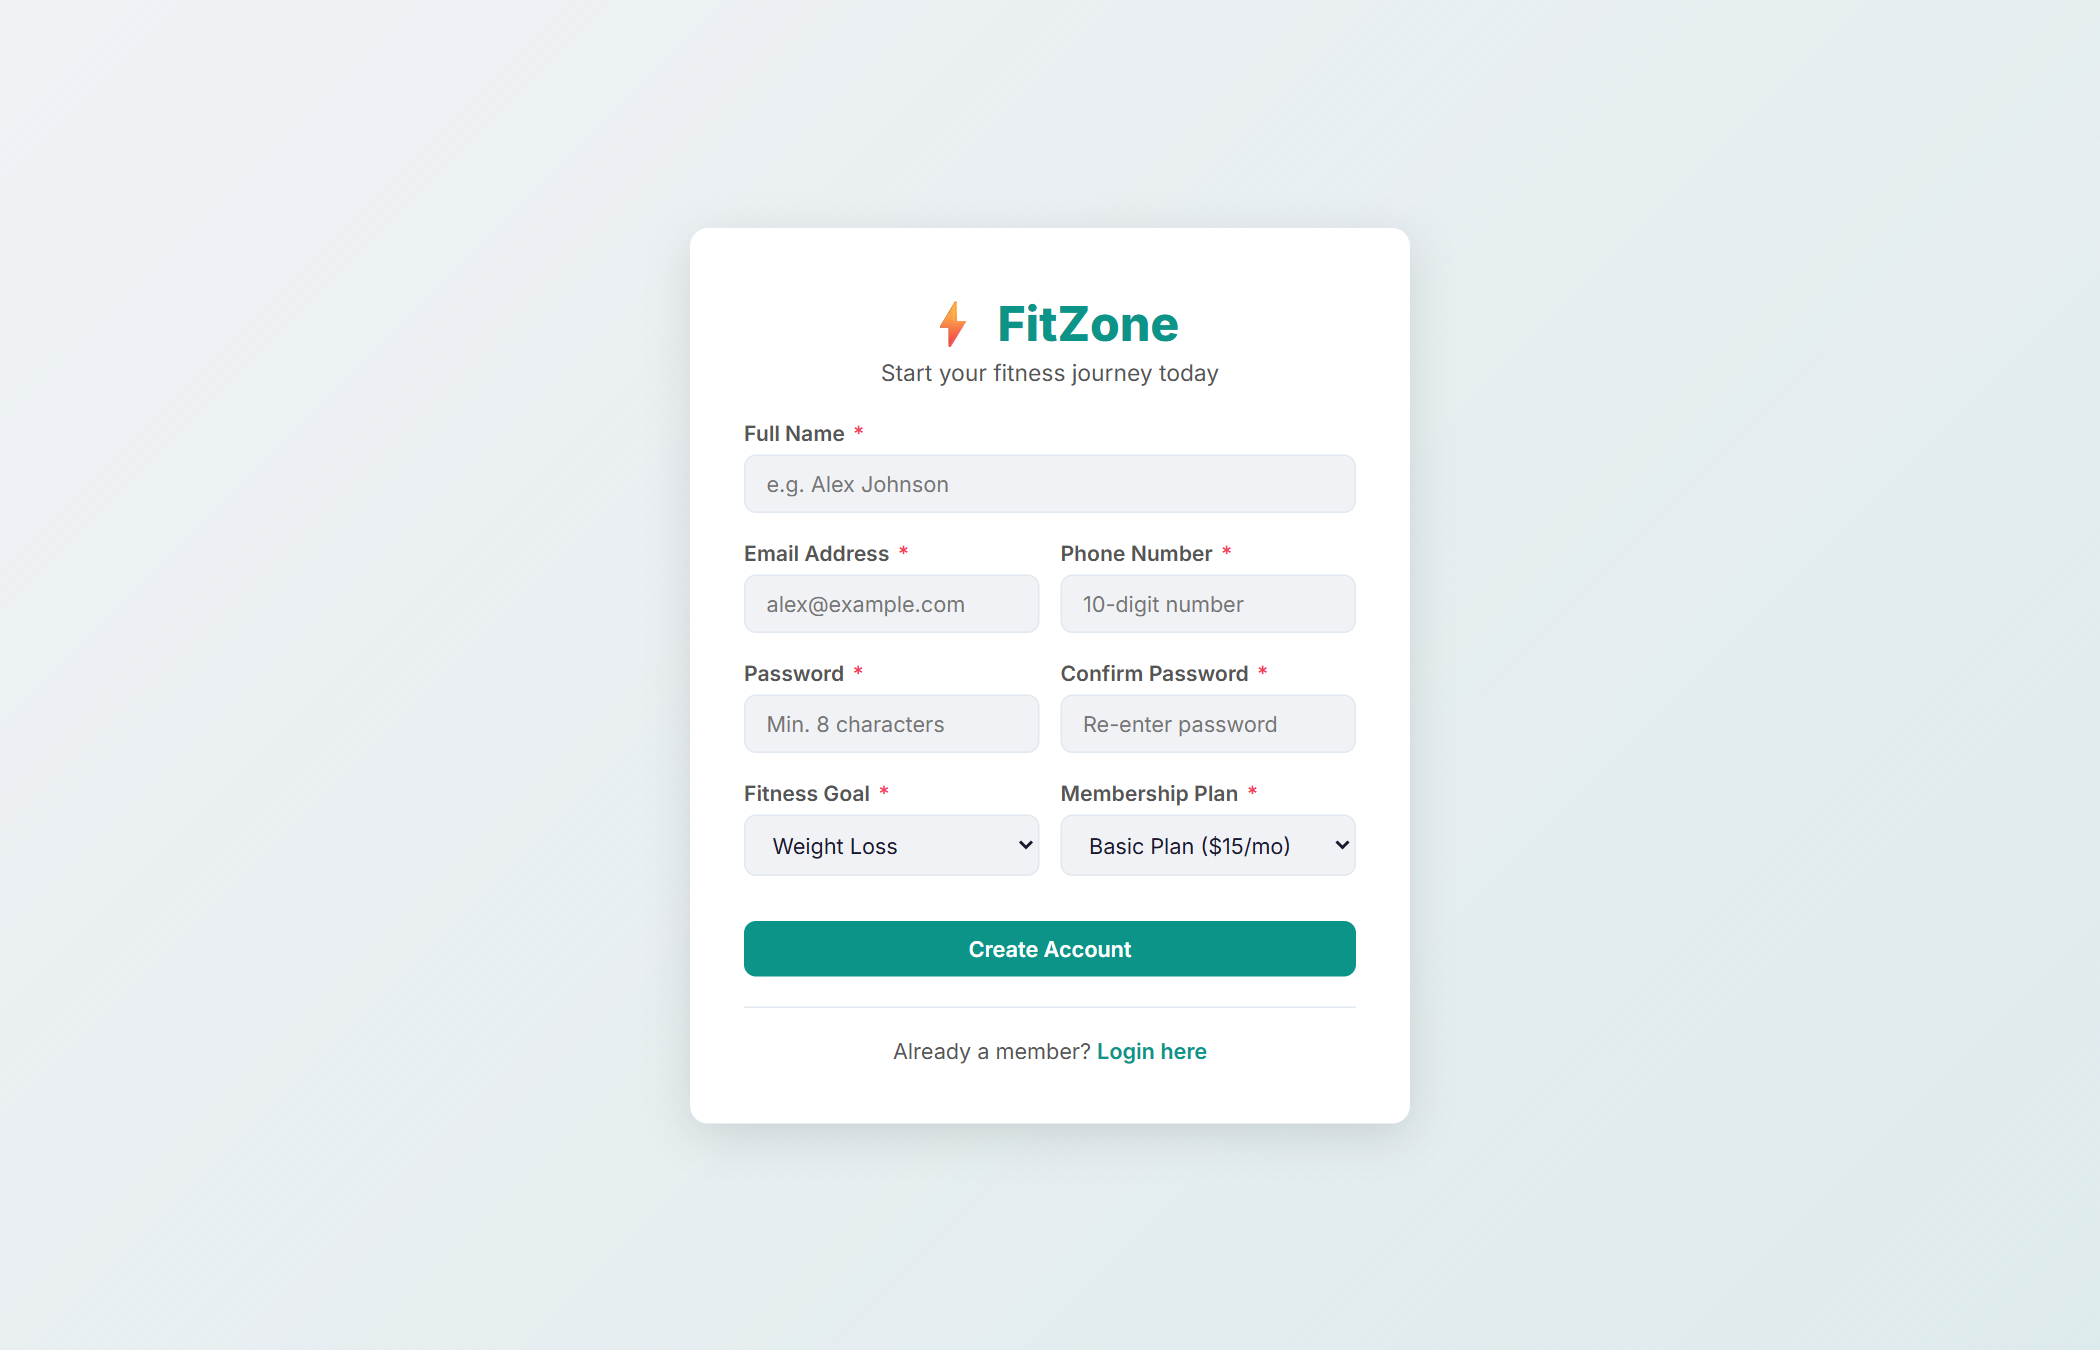 ⚡ FitZone
Start your fitness journey today
Full Name *
e.g. Alex Johnson
Email Address * Phone Number *
alex@example.com 10-digit number
Password * Confirm Password *
Min. 8 characters Re-enter password
Fitness Goal * Membership Plan *
Weight Loss Basic Plan ($15/mo)
Create Account
Already a member? Login here